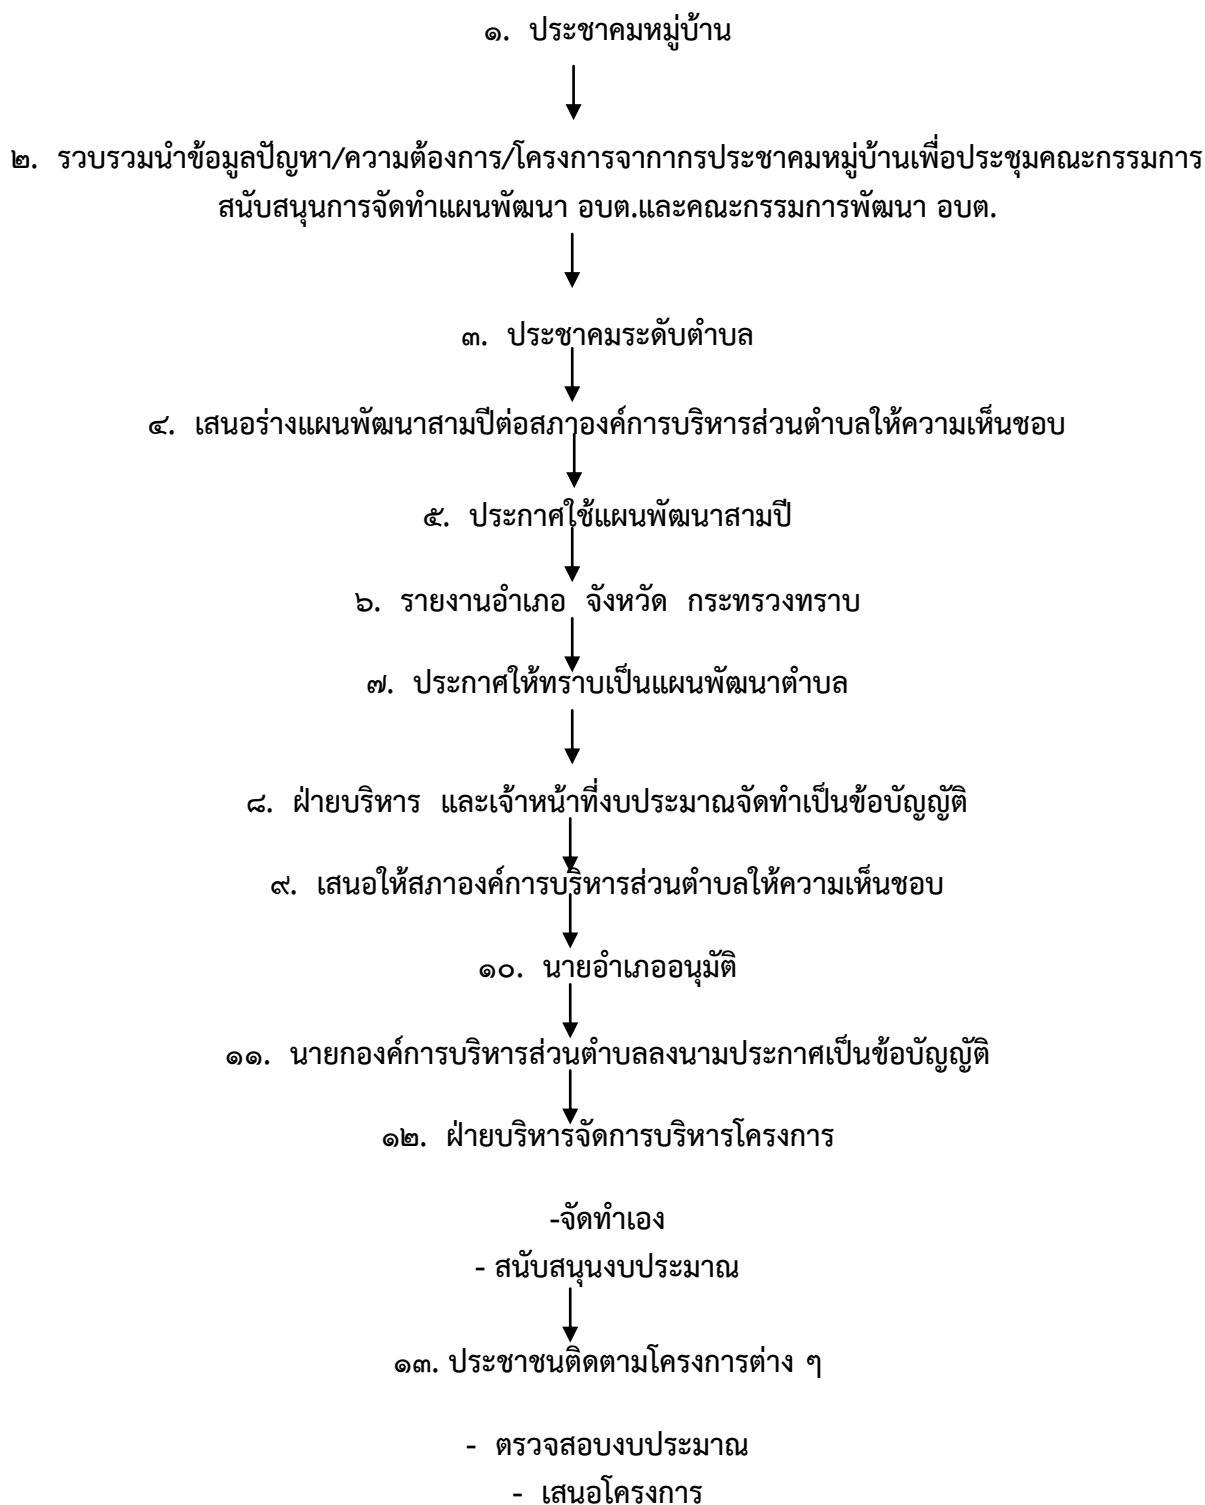 ๑. ประชาคมหมู่บ้าน
๒. รวบรวมนำข้อมูลปัญหา/ความต้องการ/โครงการจากากรประชาคมหมู่บ้านเพื่อประชุมคณะกรรมการ
สนับสนุนการจัดทำแผนพัฒนา อบต.และคณะกรรมการพัฒนา อบต.
๓. ประชาคมระดับตำบล
๔. เสนอร่างแผนพัฒนาสามปีต่อสภาองค์การบริหารส่วนตำบลให้ความเห็นชอบ
๕. ประกาศใช้แผนพัฒนาสามปี
๖. รายงานอำเภอ จังหวัด กระทรวงทราบ
๗. ประกาศให้ทราบเป็นแผนพัฒนาตำบล
๘. ฝ่ายบริหาร และเจ้าหน้าที่งบประมาณจัดทำเป็นข้อบัญญัติ
๙. เสนอให้สภาองค์การบริหารส่วนตำบลให้ความเห็นชอบ
๑๐. นายอำเภออนุมัติ
๑๑. นายกองค์การบริหารส่วนตำบลลงนามประกาศเป็นข้อบัญญัติ
๑๒. ฝ่ายบริหารจัดการบริหารโครงการ
-จัดทำเอง
- สนับสนุนงบประมาณ
๑๓. ประชาชนติดตามโครงการต่าง ๆ
- ตรวจสอบงบประมาณ
- เสนอโครงการ